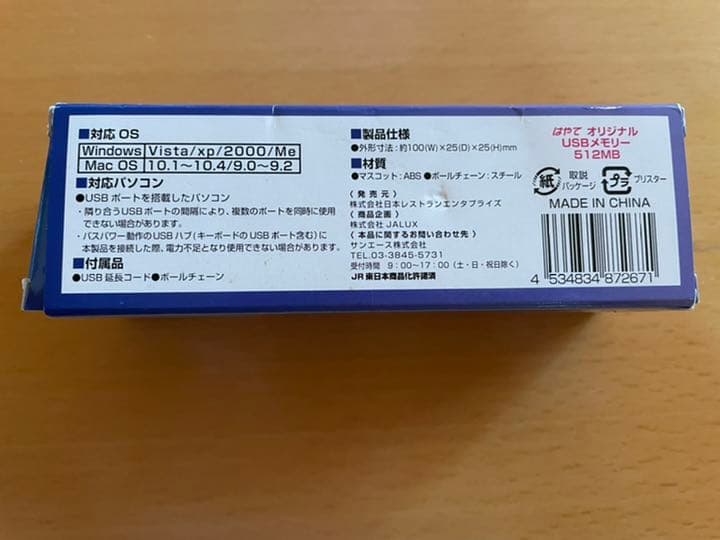 ■対応 OS
Windows Vista/xp/2000/Me
Mac OS 10.1〜10.4/9.0〜9.2
■対応パソコン
●USBポートを搭載したパソコン
・隣り合うUSBポートの間隔により、複数のポートを同時に使用
できない場合があります。
・バスパワー動作のUSBハブ(キーボードのUSBポート含む)に
本製品を接続した際、電力不足となり使用できない場合があります。
■付属品
●USB延長コード●ボールチェーン
■製品仕様
●外形寸法:約100(W)×25(D)×25(H)mm
■材質
●マスコット:ABS ●ボールチェーン:スチール
〈発売元〉
株式会社日本レストランエンタプライズ
〈商品企画〉
株式会社 JALUX
〈本品に関するお問い合わせ先〉
サンエース株式会社
TEL.03-3845-5731
受付時間 9:00〜17:00(土・日・祝日除く)
JR東日本商品化許諾済
はやて オリジナル
USBメモリー
512MB
紙 取説
パッケージ
プラ ブリスター
MADE IN CHINA
4 534834 872671